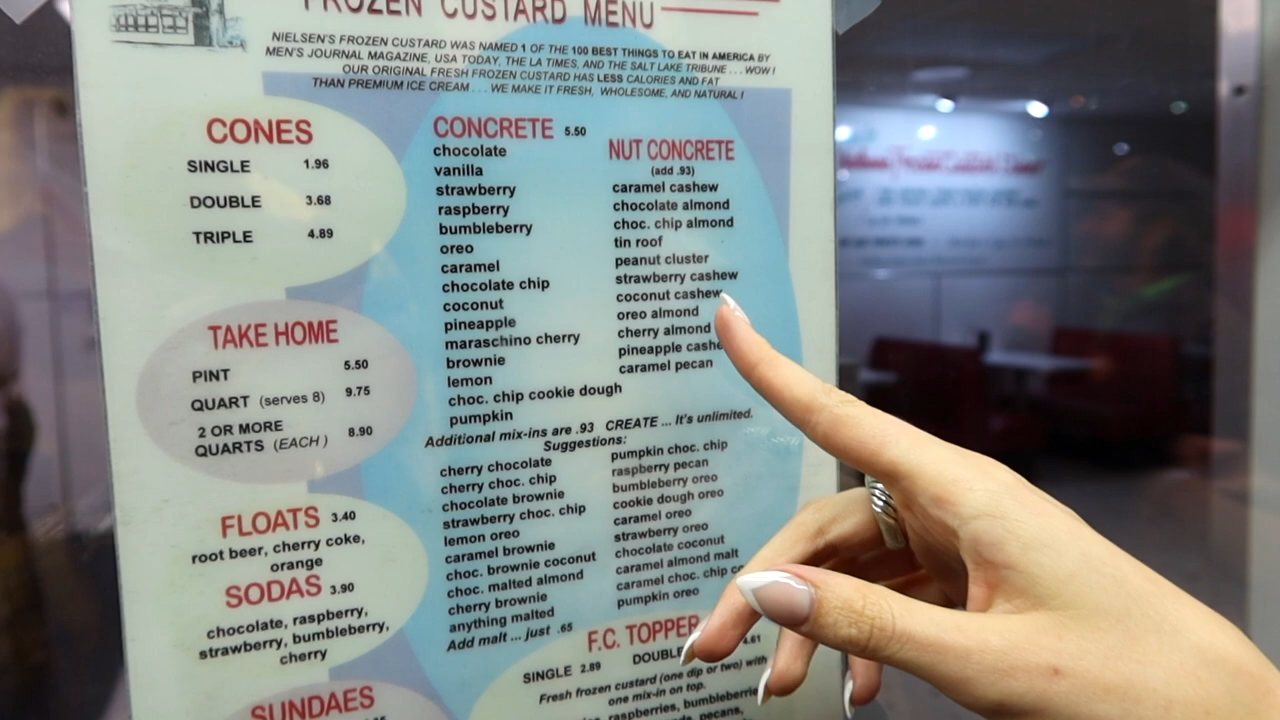 FROZEN CUSTARD MENU
NIELSEN'S FROZEN CUSTARD WAS NAMED 1 OF THE 100 BEST THINGS TO EAT IN AMERICA BY
MEN'S JOURNAL MAGAZINE, USA TODAY, THE LA TIMES, AND THE SALT LAKE TRIBUNE . . . WOW !
OUR ORIGINAL FRESH FROZEN CUSTARD HAS LESS CALORIES AND FAT
THAN PREMIUM ICE CREAM . . . WE MAKE IT FRESH, WHOLESOME, AND NATURAL !
CONES
SINGLE 1.96
DOUBLE 3.68
TRIPLE 4.89
TAKE HOME
PINT 5.50
QUART (serves 8) 9.75
2 OR MORE
QUARTS (EACH ) 8.90
FLOATS 3.40
root beer, cherry coke,
orange
SODAS 3.90
chocolate, raspberry,
strawberry, bumbleberry,
cherry
SUNDAES
CONCRETE 5.50
chocolate
vanilla
strawberry
raspberry
bumbleberry
oreo
caramel
chocolate chip
coconut
pineapple
maraschino cherry
brownie
lemon
choc. chip cookie dough
pumpkin
NUT CONCRETE
(add .93)
caramel cashew
chocolate almond
choc. chip almond
tin roof
peanut cluster
strawberry cashew
coconut cashew
oreo almond
cherry almond
pineapple cashe
caramel pecan
Additional mix-ins are .93 CREATE ... It's unlimited.
Suggestions:
cherry chocolate
cherry choc. chip
chocolate brownie
strawberry choc. chip
lemon oreo
caramel brownie
choc. brownie coconut
choc. malted almond
cherry brownie
anything malted
Add malt ... just .65
pumpkin choc. chip
raspberry pecan
bumbleberry oreo
cookie dough oreo
caramel oreo
strawberry oreo
chocolate coconut
caramel almond malt
caramel choc. chip co
pumpkin oreo
F.C. TOPPER
SINGLE 2.89 DOUBLE 4.61
Fresh frozen custard (one dip or two) with
one mix-in on top.
raspberries, bumbleberries
pecans,